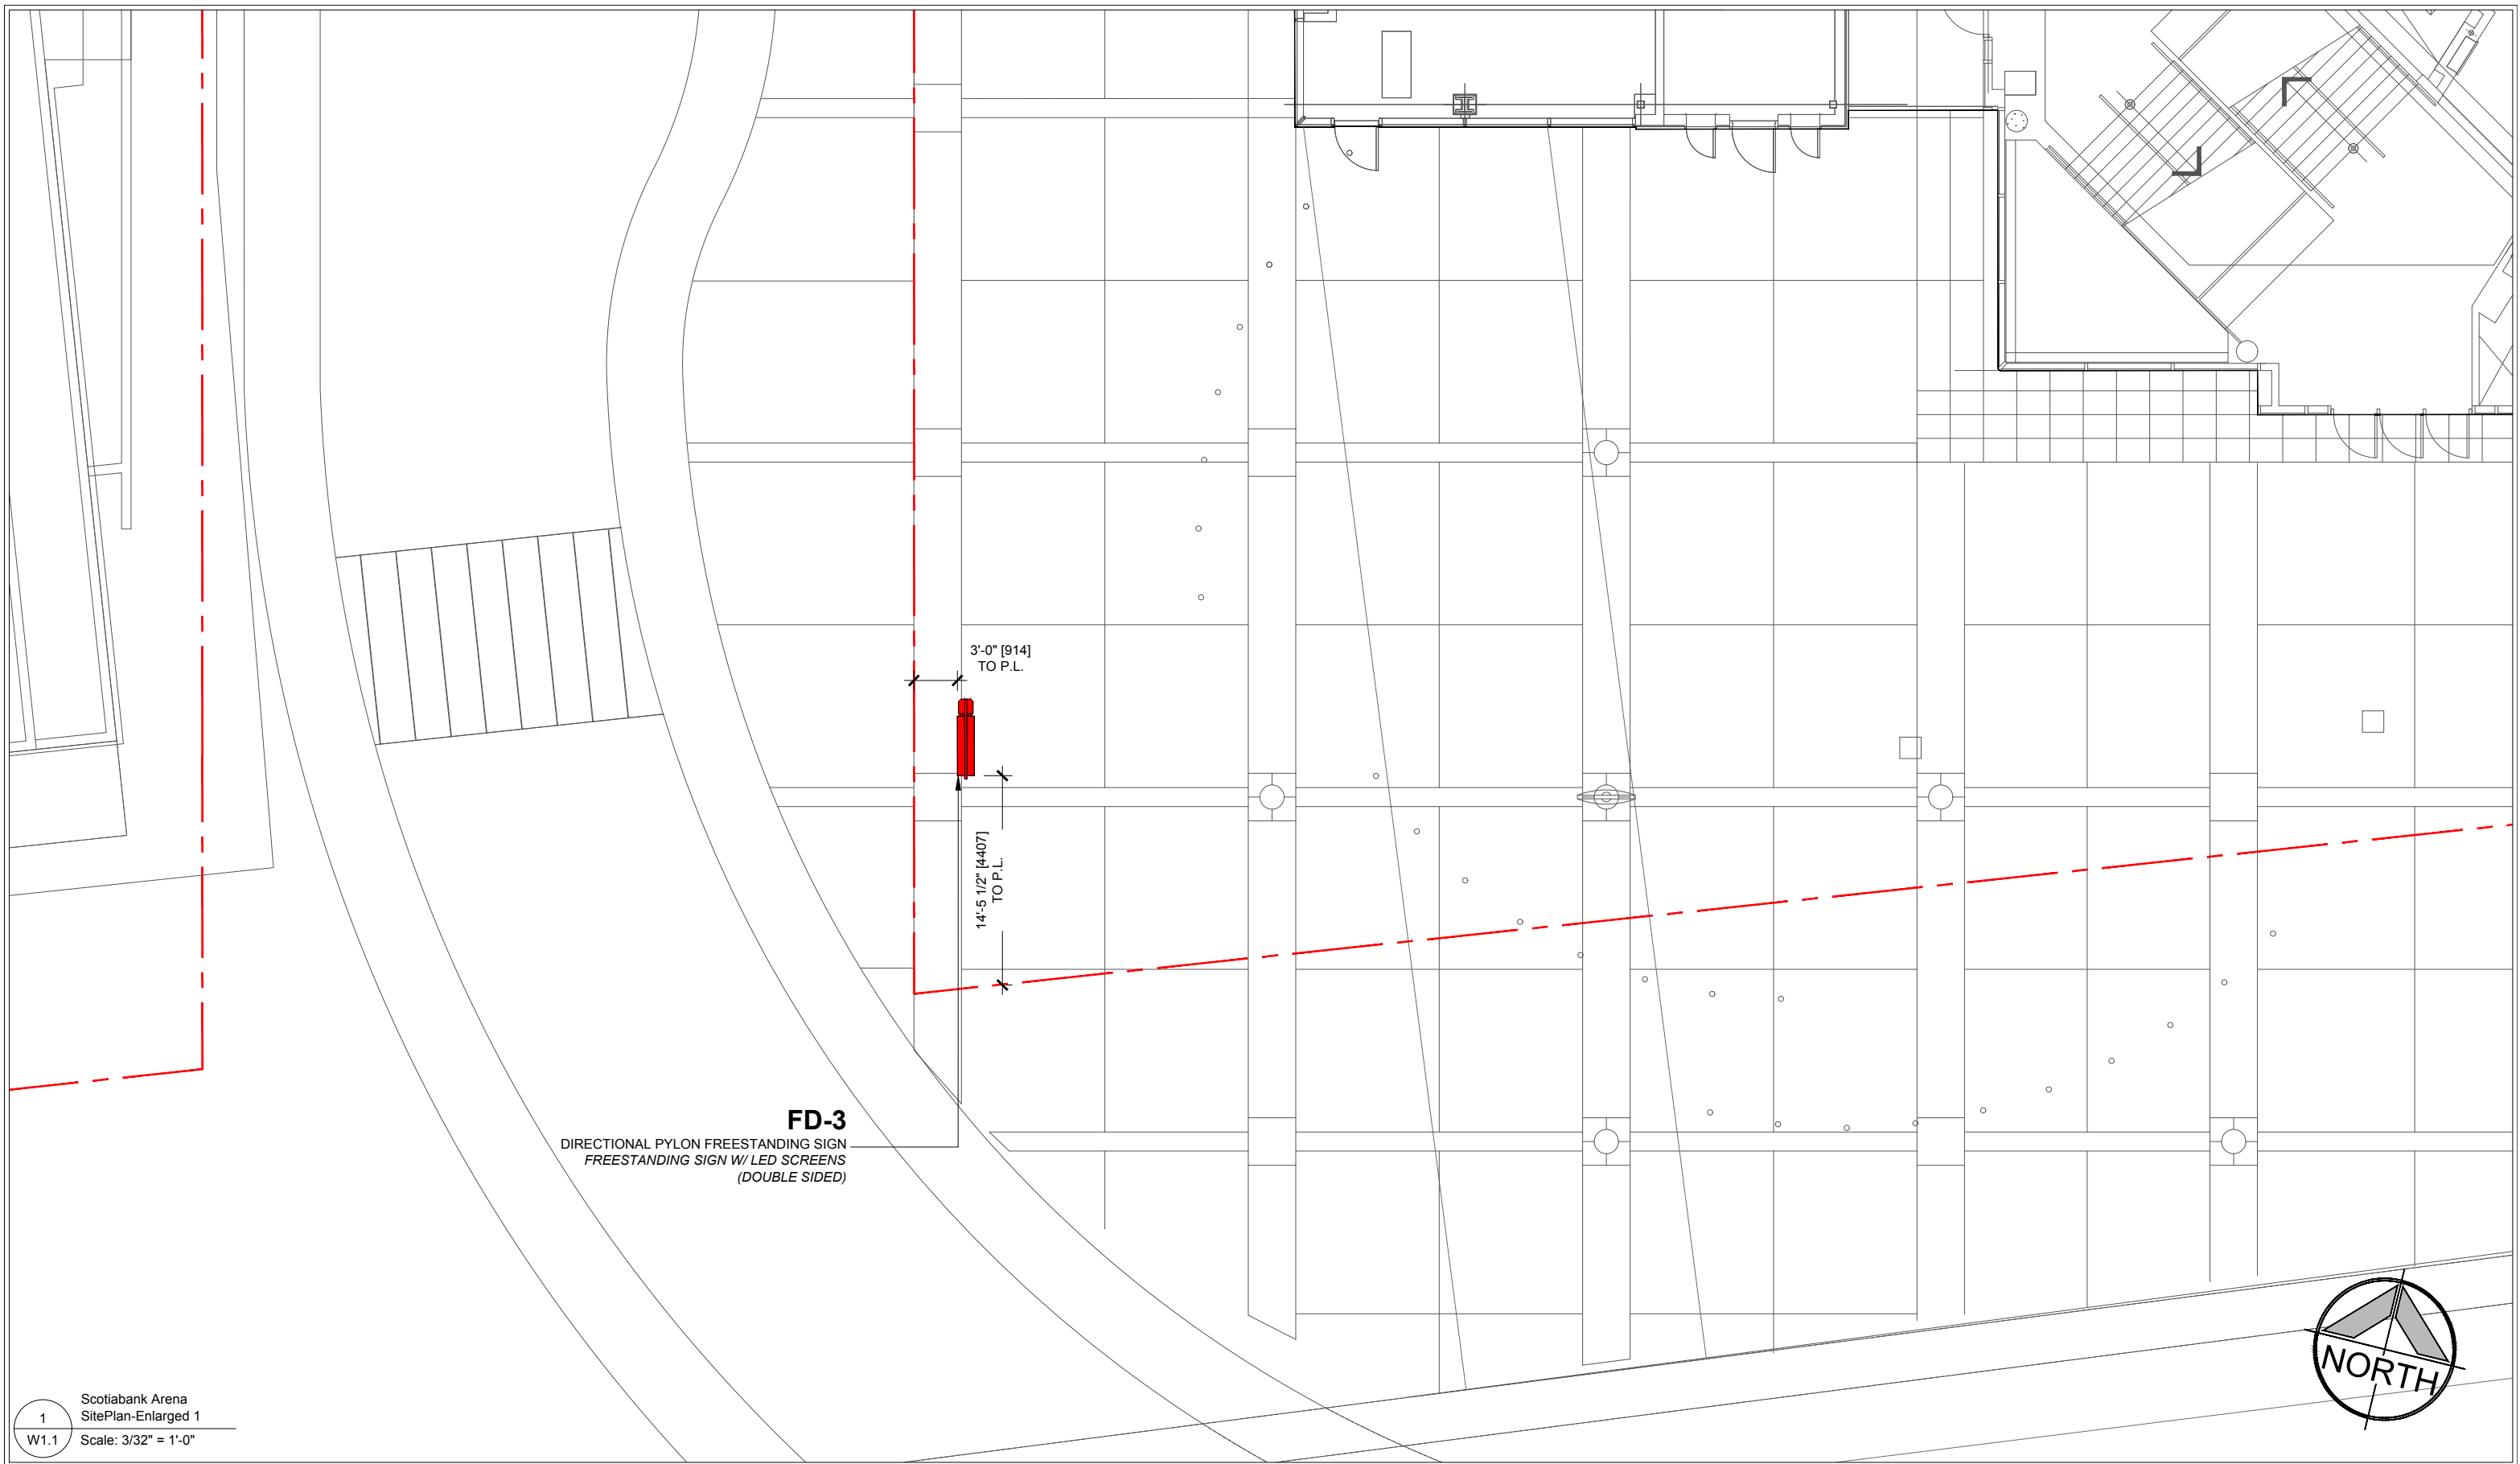 3'-0" [914]
TO P.L.
14'-5 1/2" [4407]
TO P.L.
FD-3
DIRECTIONAL PYLON FREESTANDING SIGN
FREESTANDING SIGN W/ LED SCREENS
(DOUBLE SIDED)
NORTH
1
W1.1
Scotiabank Arena
SitePlan-Enlarged 1
Scale: 3/32" = 1'-0"